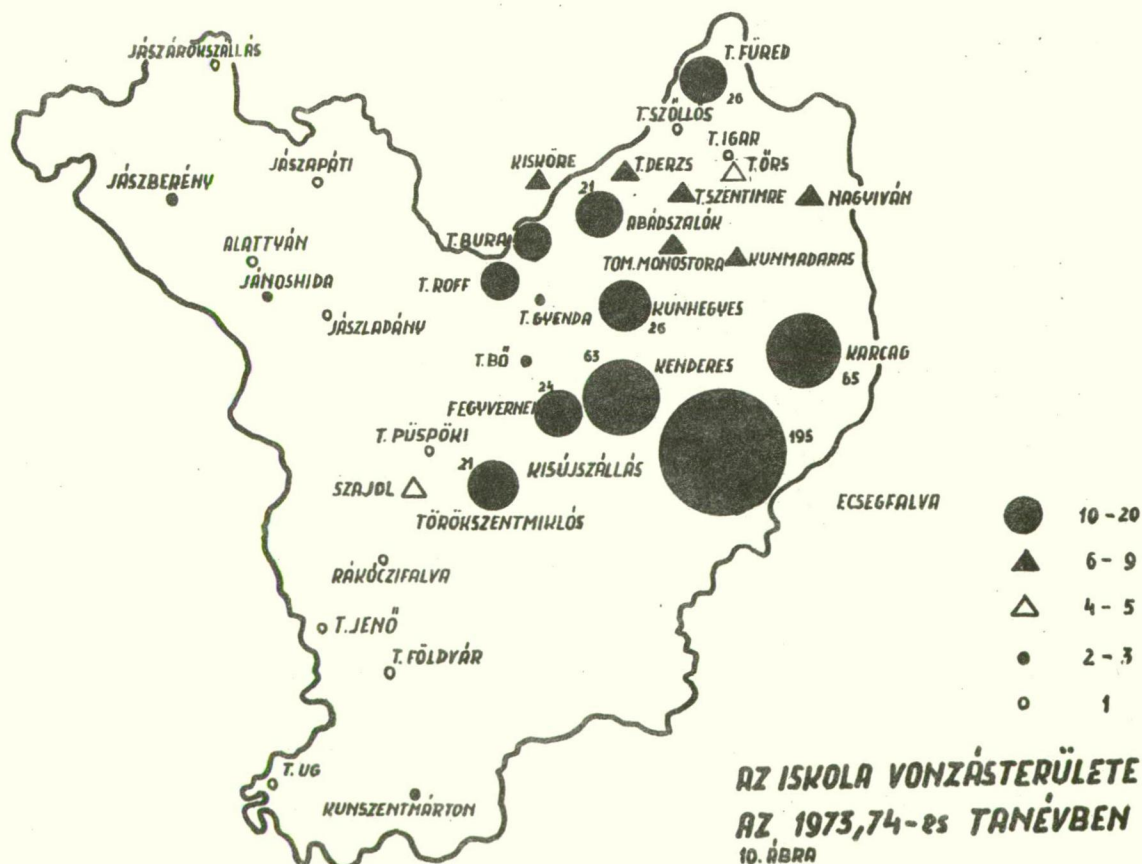 JÁSZÁROKSZÁLLÁS
T. FÜRED
26
T.SZŐLLŐS
T. IGAR
JÁSZAPÁTI
KISKÖRE
T.DERZS
T.ŐRS
JÁSZBERÉNY
T.SZENTIMRE
NAGYIVÁN
21
ABÁDSZALÓK
ALATTYÁN
T. BURA
TOM. MONOSTORA
KUNMADARAS
JÁNOSHIDA
T. ROFF
T. GYENDA
KUNHEGYES
26
JÁSZLADÁNY
T. BŐ
63
KENDERES
KARCAG
65
24
FEGYVERNEK
T. PÜSPÖKI
195
21
KISÚJSZÁLLÁS
SZAJOL
TÖRÖKSZENTMIKLÓS
ECSEGFALVA
10-20
6-9
4-5
2-3
1
RÁKÓCZIFALVA
T. JENŐ
T. FÖLDVÁR
T. UG
KUNSZENTMÁRTON
AZ ISKOLA VONZÁSTERÜLETE
AZ 1973,74-es TANÉVBEN
10. ÁBRA